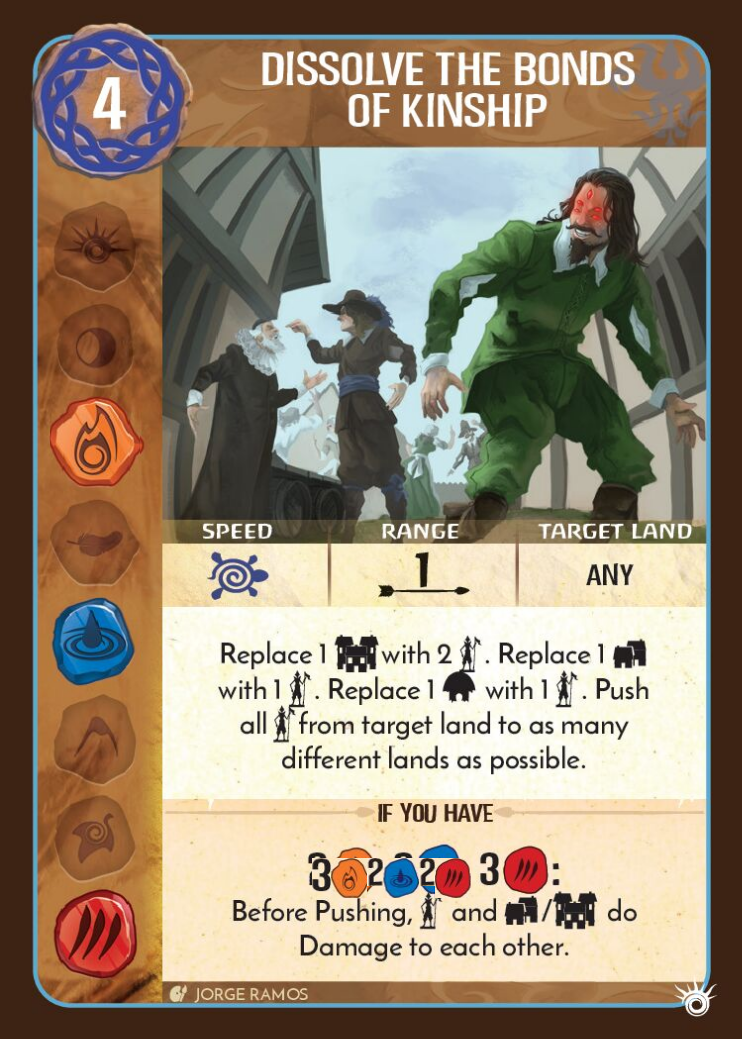 4
DISSOLVE THE BONDS
OF KINSHIP
SPEED RANGE TARGET LAND
1 ANY
Replace 1 with 2 . Replace 1
with 1 . Replace 1 with 1 . Push
all from target land to as many
different lands as possible.
IF YOU HAVE
3 2 2 3 :
Before Pushing, and / do
Damage to each other.
JORGE RAMOS